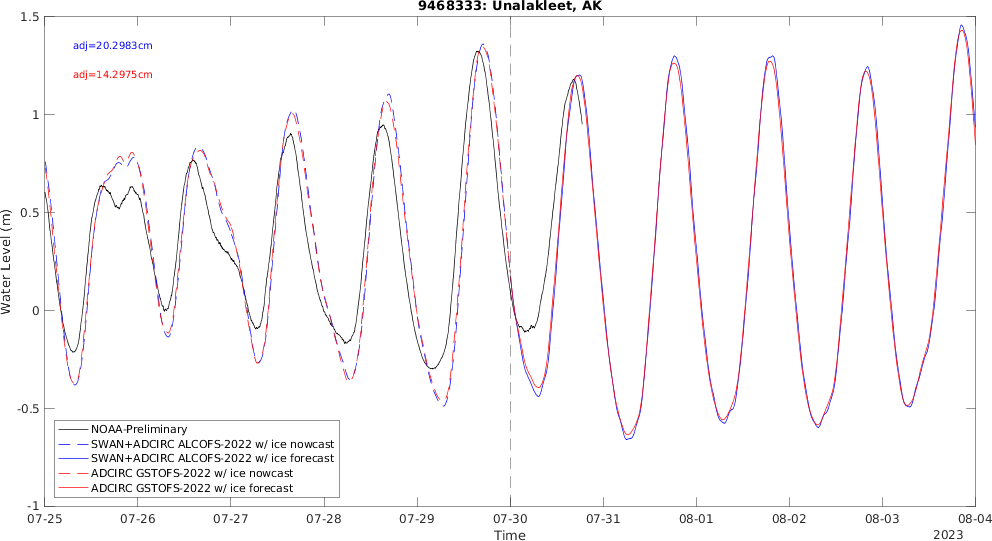 9468333: Unalakleet, AK
adj=20.2983cm
adj=14.2975cm
Water Level (m)
1.5
1
0.5
0
-0.5
-1
NOAA-Preliminary
SWAN+ADCIRC ALCOFS-2022 w/ ice nowcast
SWAN+ADCIRC ALCOFS-2022 w/ ice forecast
ADCIRC GSTOFS-2022 w/ ice nowcast
ADCIRC GSTOFS-2022 w/ ice forecast
07-25 07-26 07-27 07-28 07-29 07-30 07-31 08-01 08-02 08-03 08-04
Time
2023